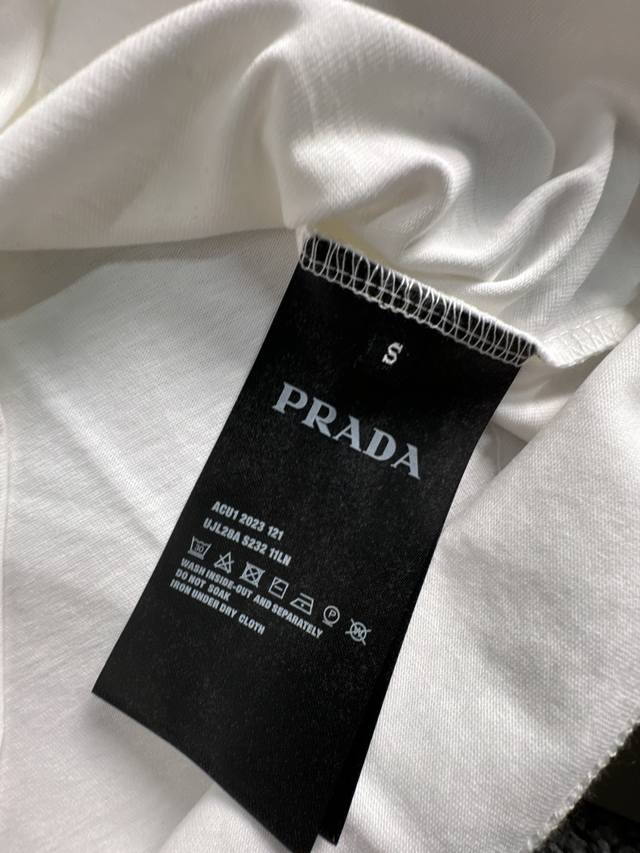 S
PRADA
ACU1 2023 121
UJL28A S232 11LN
30
P
W
WASH INSIDE-OUT AND SEPARATELY
DO NOT SOAK
IRON UNDER DRY CLOTH